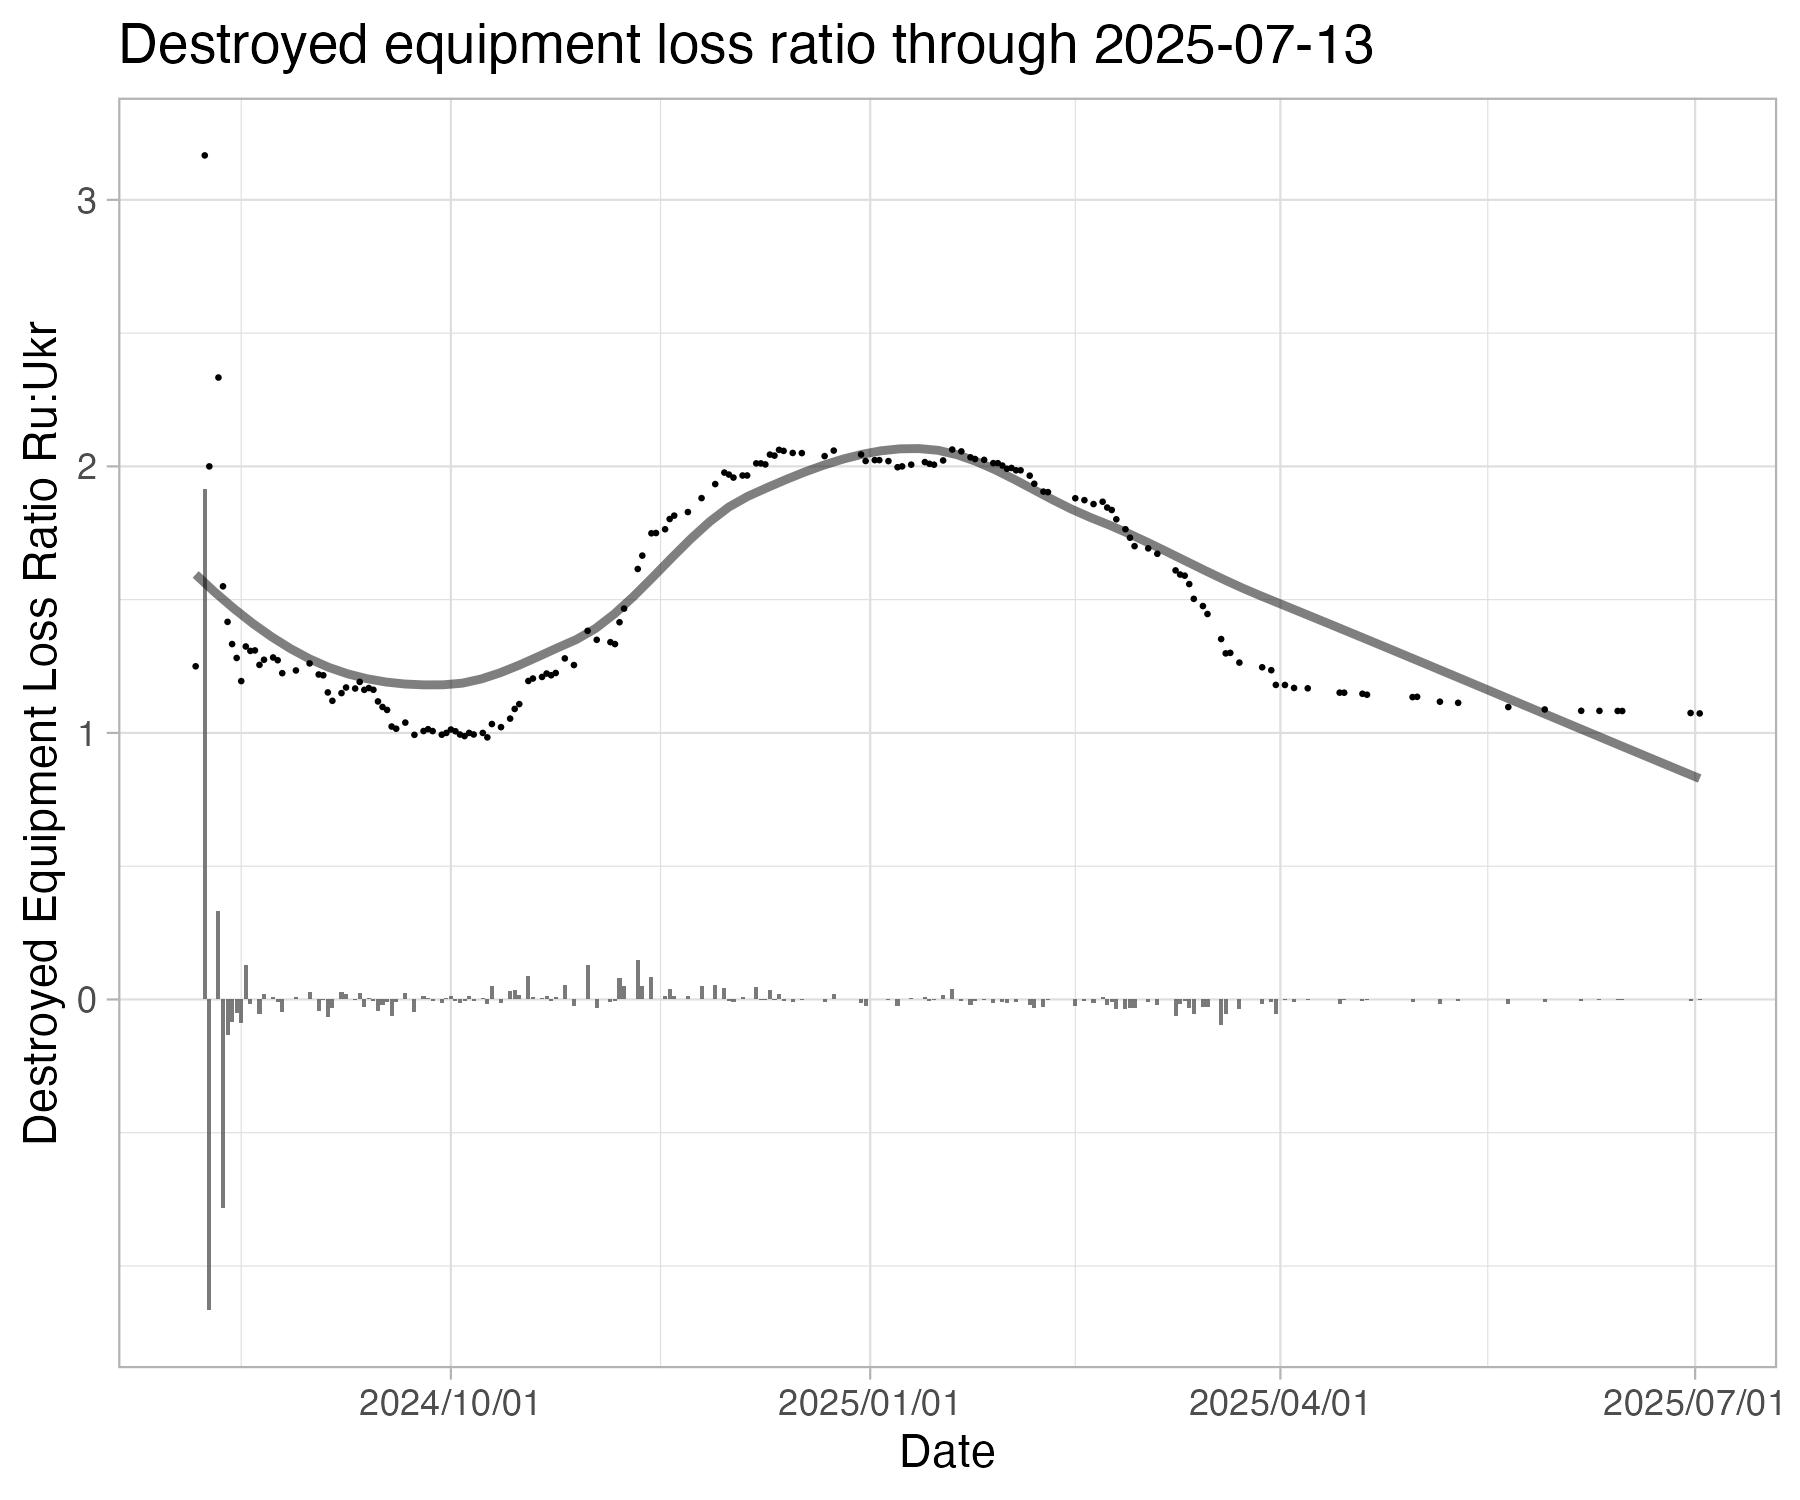 Destroyed equipment loss ratio through 2025-07-13
Destroyed Equipment Loss Ratio Ru:Ukr
3
2
1
0
2024/10/01
2025/01/01
2025/04/01
2025/07/01
Date